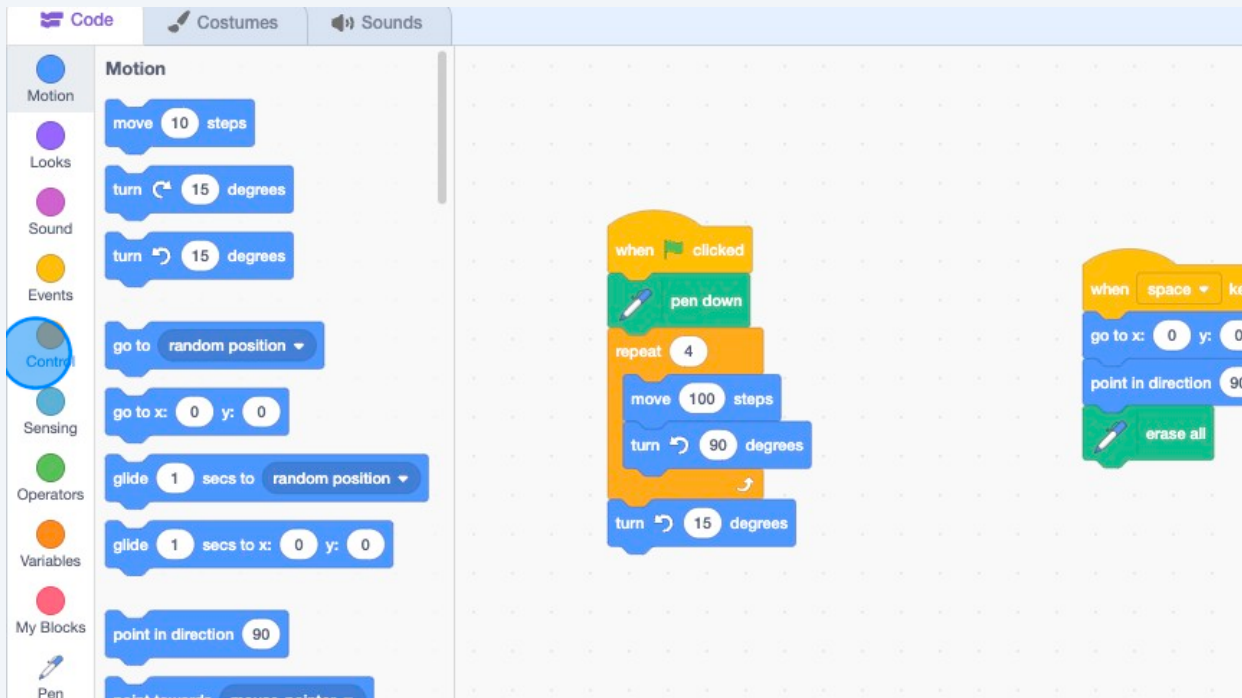 Code
Costumes
Sounds
Motion
Looks
Sound
Events
Control
Sensing
Operators
Variables
My Blocks
Pen
Motion
move 10 steps
turn 15 degrees
turn 15 degrees
go to random position
go to x: 0 y: 0
glide 1 secs to random position
glide 1 secs to x: 0 y: 0
point in direction 90
when clicked
pen down
repeat 4
move 100 steps
turn 90 degrees
turn 15 degrees
when space
go to x: 0 y: 0
point in direction 90
erase all